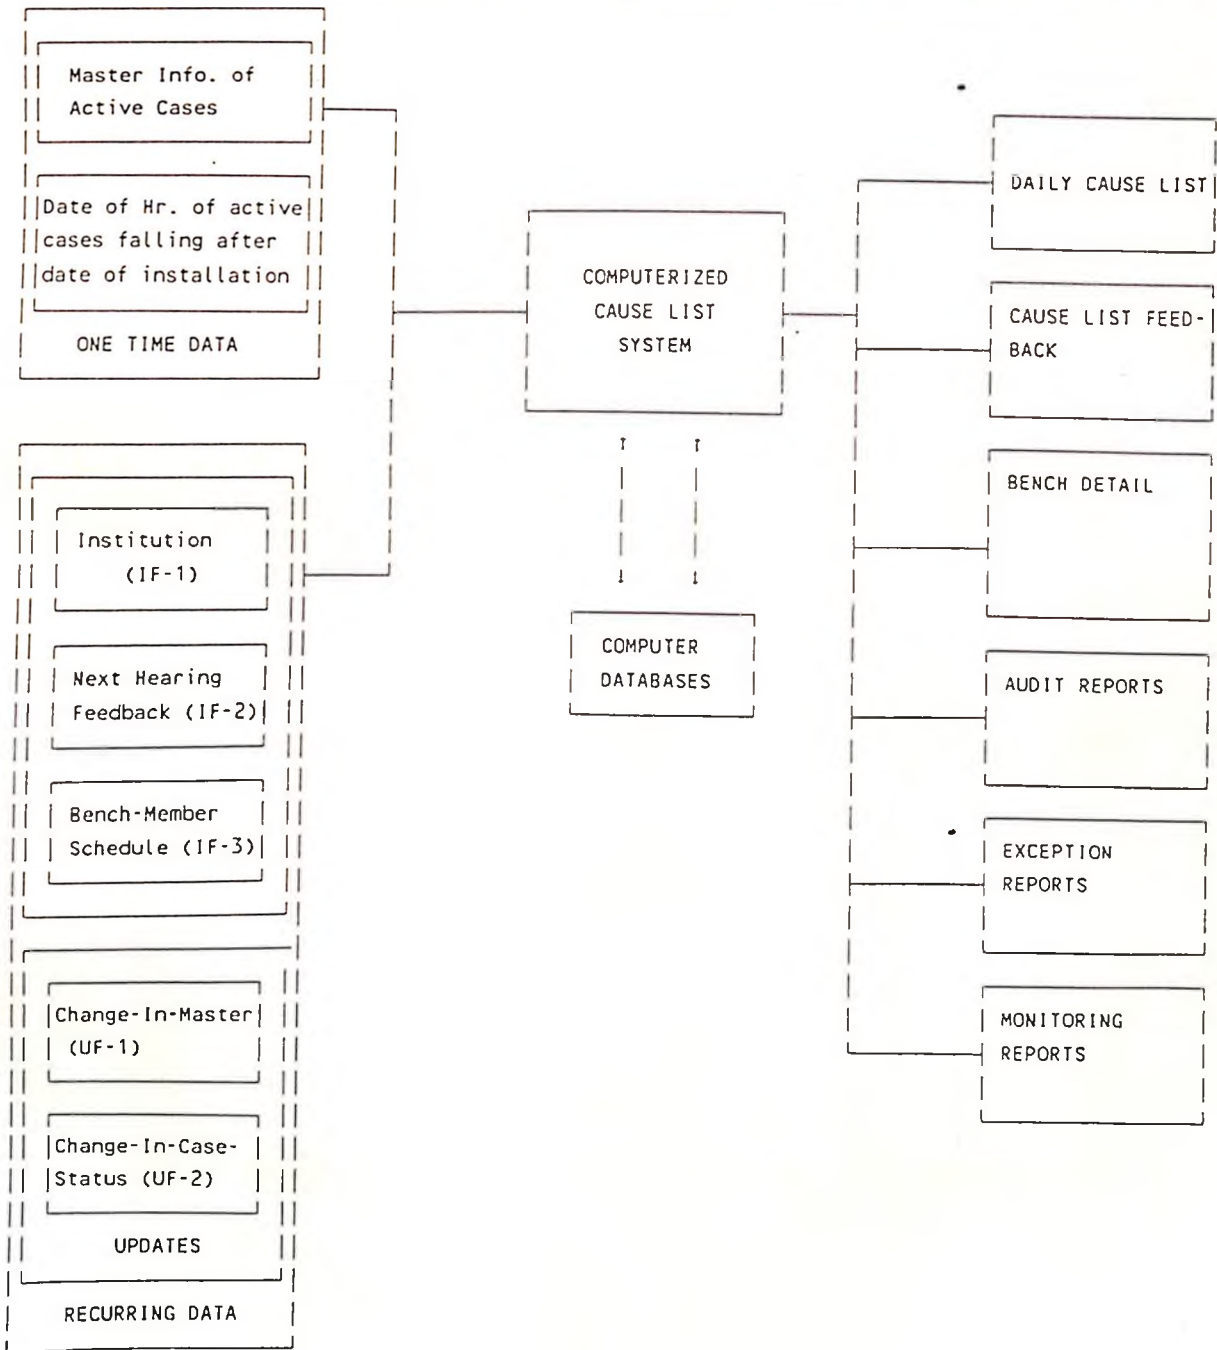 Master Info. of
Active Cases
Date of Hr. of active
cases falling after
date of installation
ONE TIME DATA
Institution
(IF-1)
Next Hearing
Feedback (IF-2)
Bench-Member
Schedule (IF-3)
Change-In-Master
(UF-1)
Change-In-Case-
Status (UF-2)
UPDATES
RECURRING DATA
COMPUTERIZED
CAUSE LIST
SYSTEM
COMPUTER
DATABASES
DAILY CAUSE LIST
CAUSE LIST FEED-
BACK
BENCH DETAIL
AUDIT REPORTS
EXCEPTION
REPORTS
MONITORING
REPORTS